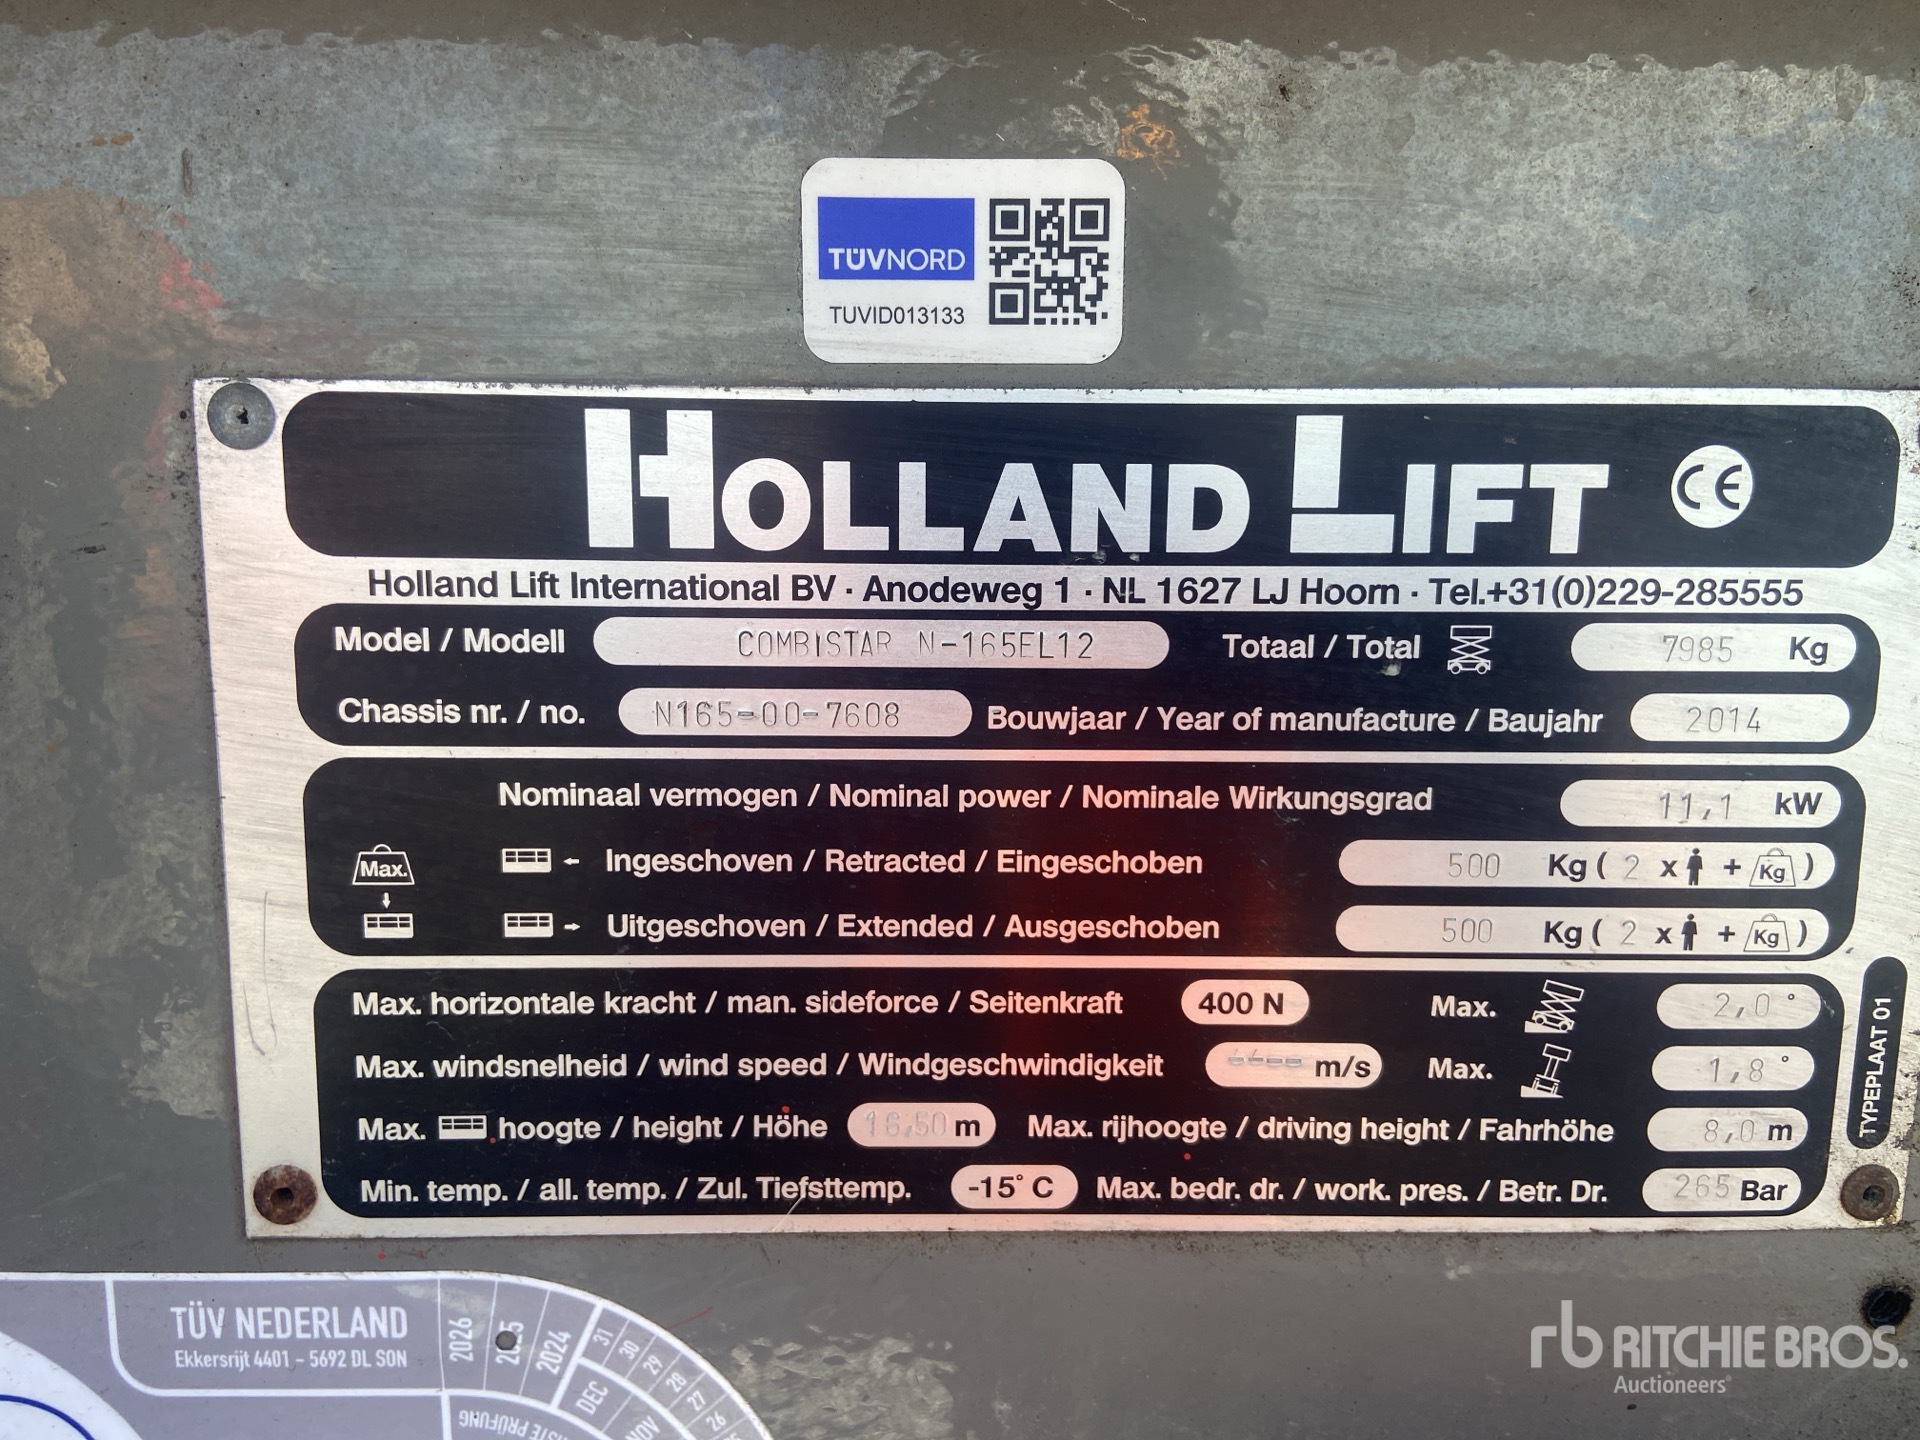 TÜVNORD
TUVID013133
HOLLAND LIFT CE
Holland Lift International BV · Anodeweg 1 · NL 1627 LJ Hoorn · Tel.+31(0)229-285555
Model / Modell COMBISTAR N-165EL12 Totaal / Total 7985 Kg
Chassis nr. / no. N165-00-7608 Bouwjaar / Year of manufacture / Baujahr 2014
Nominaal vermogen / Nominal power / Nominale Wirkungsgrad 11,1 kW
Max. Ingeschoven / Retracted / Eingeschoben 500 Kg ( 2 x + Kg )
Uitgeschoven / Extended / Ausgeschoben 500 Kg ( 2 x + Kg )
Max. horizontale kracht / man. sideforce / Seitenkraft 400 N Max. 2,0°
Max. windsnelheid / wind speed / Windgeschwindigkeit ---- m/s Max. 1,8°
Max. hoogte / height / Höhe 16,50 m Max. rijhoogte / driving height / Fahrhöhe 8,0 m
Min. temp. / all. temp. / Zul. Tiefsttemp. -15° C Max. bedr. dr. / work. pres. / Betr. Dr. 265 Bar
TYPEPLAAT 01
TÜV NEDERLAND
Ekkersrijt 4401 – 5692 DL SON
2026 2025 2024
31 30 29 28 27 26
DEC NOV
PRÜFUNG
rb RITCHIE BROS.
Auctioneers